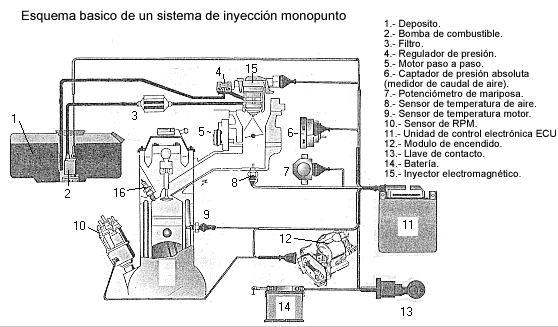 Esquema basico de un sistema de inyección monopunto
1.- Deposito.
2.- Bomba de combustible.
3.- Filtro.
4.- Regulador de presión.
5.- Motor paso a paso.
6.- Captador de presión absoluta
(medidor de caudal de aire).
7.- Potenciómetro de mariposa.
8.- Sensor de temperatura de aire.
9.- Sensor de temperatura motor.
10.- Sensor de RPM.
11.- Unidad de control electrónica ECU
12.- Modulo de encendido.
13.- Llave de contacto.
14.- Batería.
15.- Inyector electromagnético.
15
4
3
1
5
6
7
2
16
8
9
10
12
11
14
13